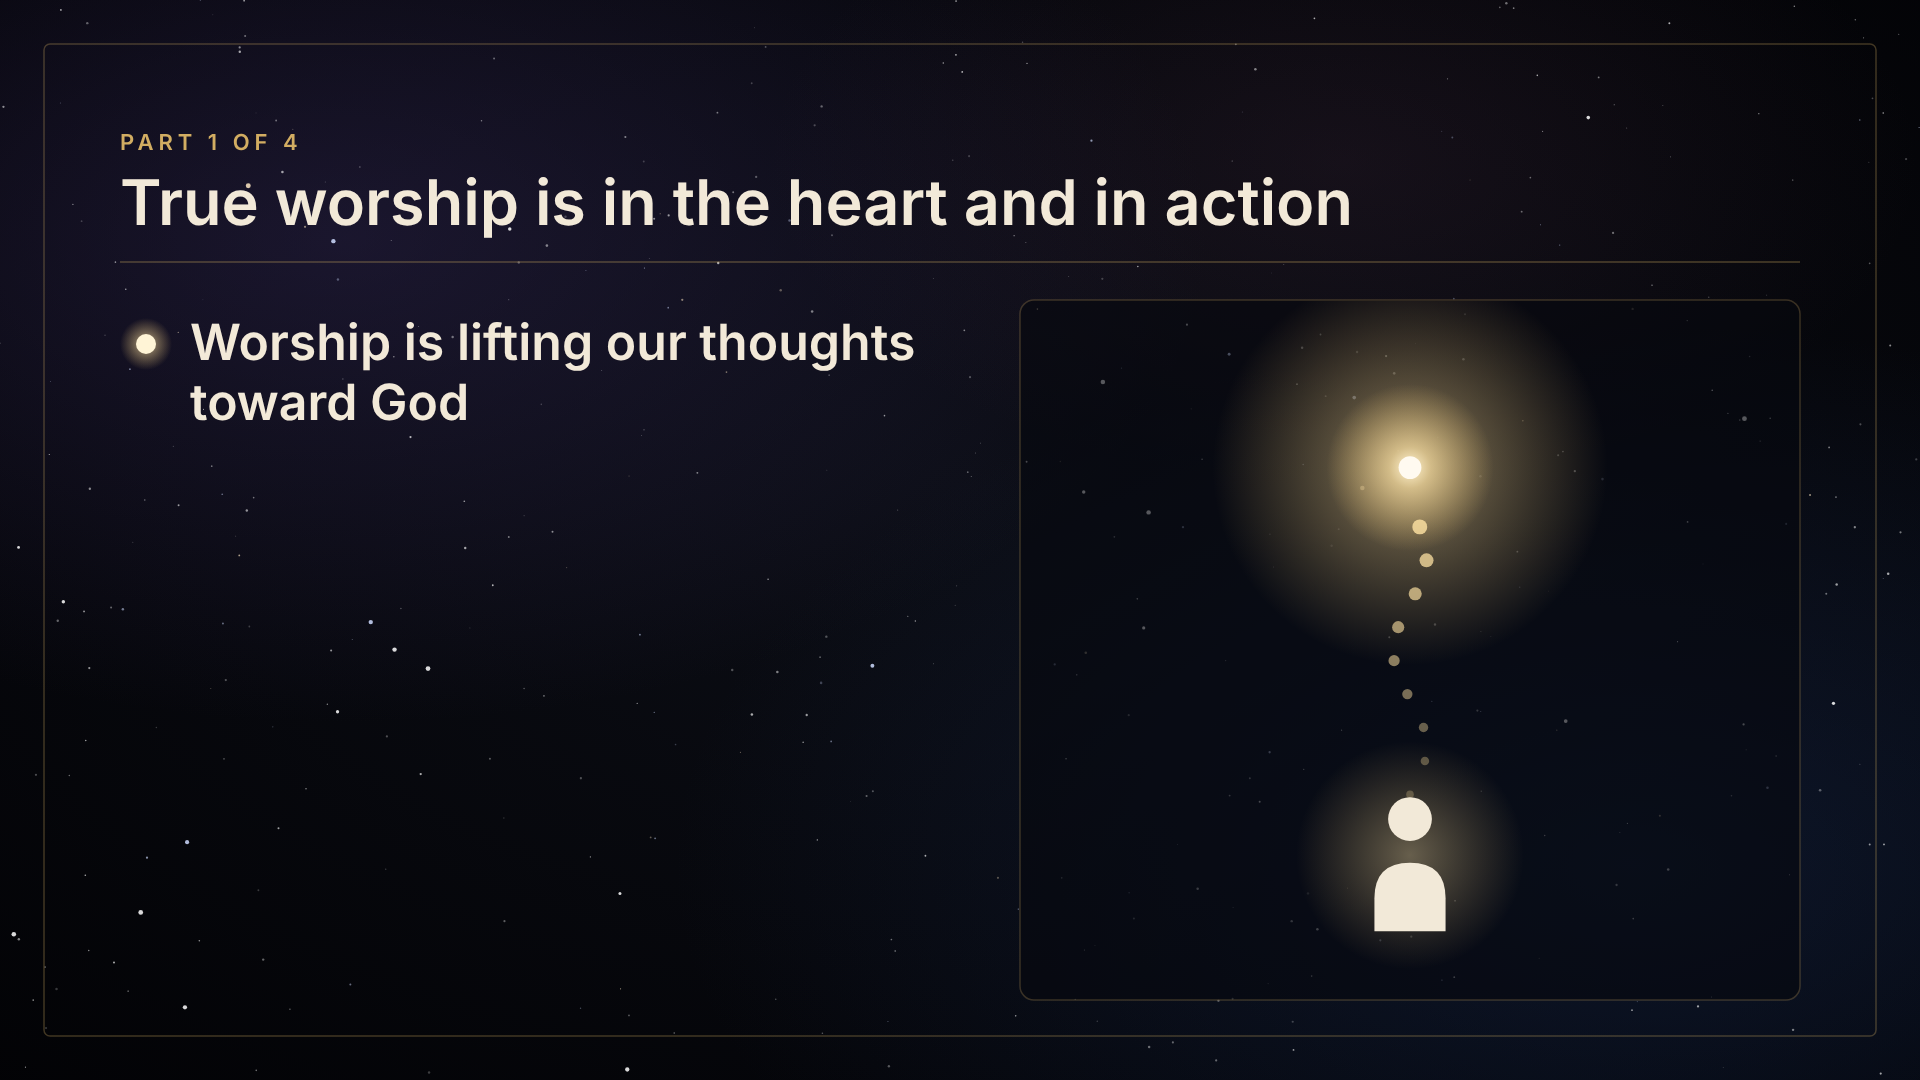 PART 1 OF 4
True worship is in the heart and in action
Worship is lifting our thoughts
toward God